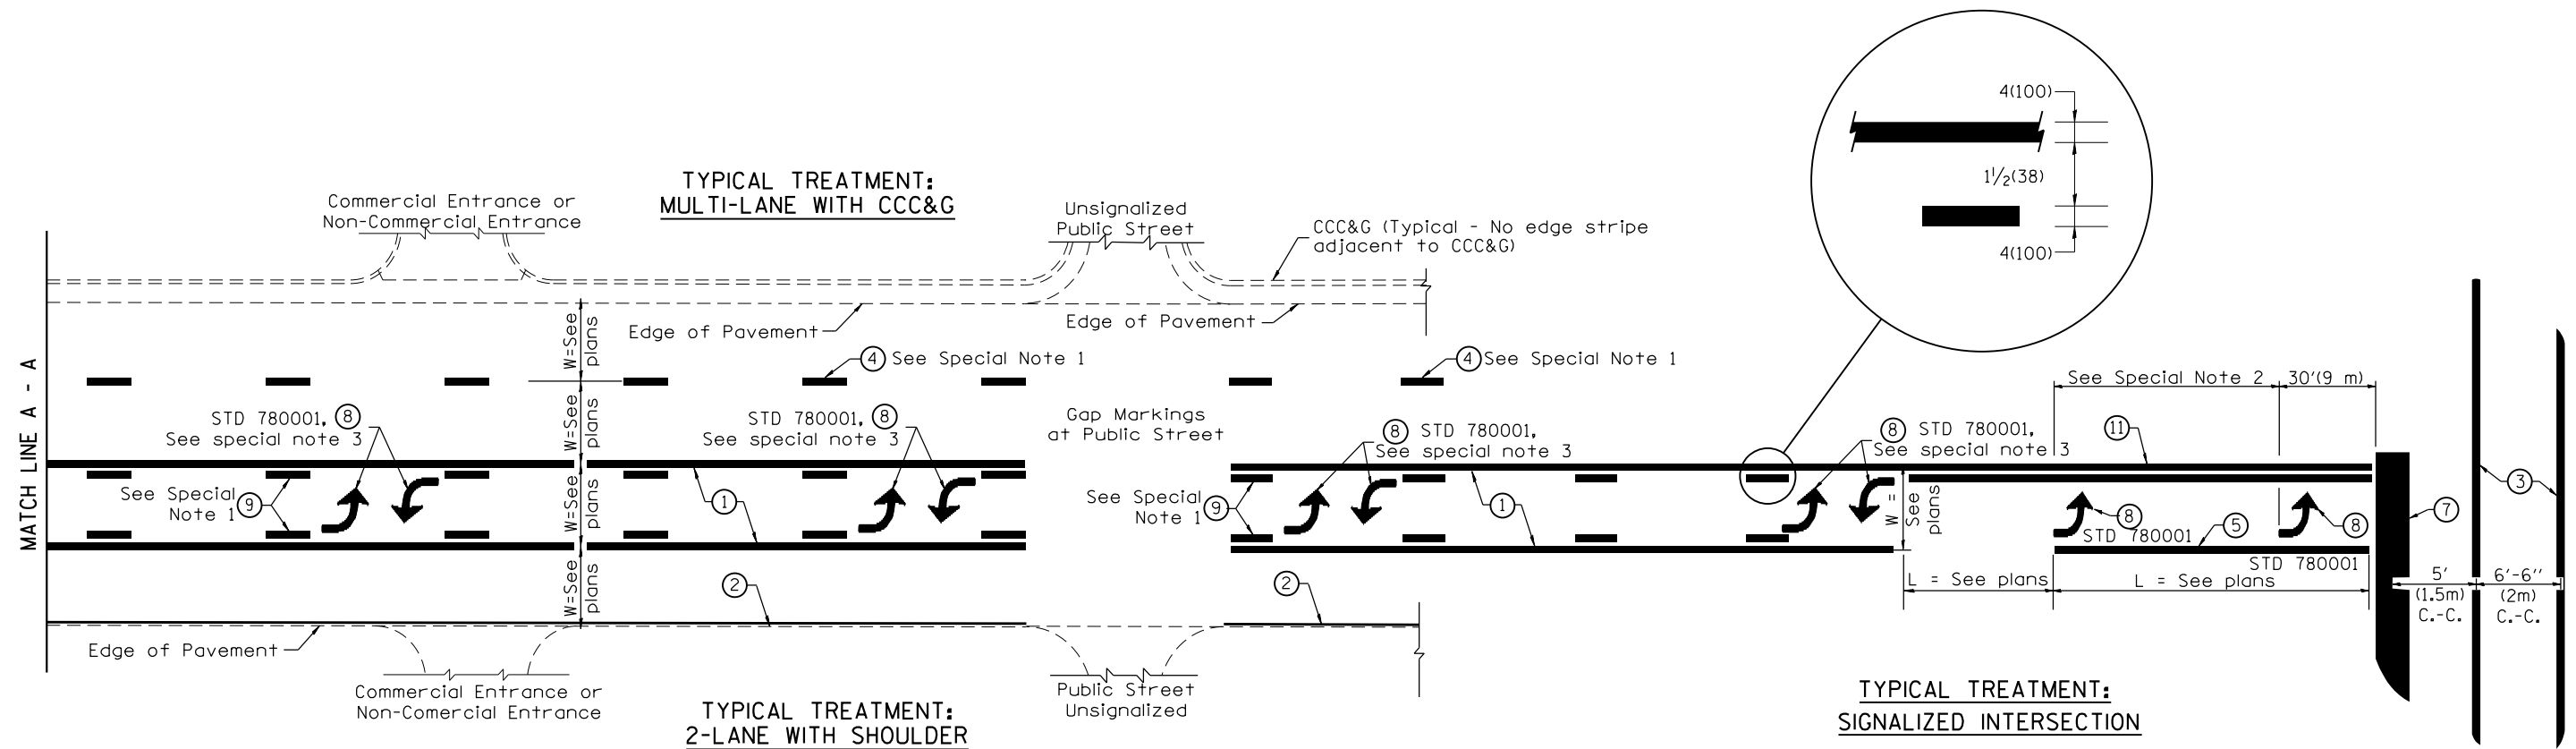 TYPICAL TREATMENT:
MULTI-LANE WITH CCC&G
Commercial Entrance or
Non-Commercial Entrance
Unsignalized
Public Street
CCC&G (Typical - No edge stripe
adjacent to CCC&G)
4(100)
1 1/2(38)
4(100)
Edge of Pavement
Edge of Pavement
W=See
plans
4 See Special Note 1
4 See Special Note 1
MATCH LINE A - A
STD 780001, 8
See special note 3
W=See
plans
STD 780001, 8
See special note 3
Gap Markings
at Public Street
8 STD 780001,
See special note 3
8 STD 780001,
See special note 3
See Special Note 2
30'(9 m)
11
See Special
Note 1
9
W=See
plans
1
See Special
Note 1
9
1
W =
See
plans
8
STD 780001
5
8
STD 780001
7
3
2
W=See
plans
2
L = See plans
L = See plans
5'
(1.5m)
C.-C.
6'-6"
(2m)
C.-C.
Edge of Pavement
Commercial Entrance or
Non-Comercial Entrance
Public Street
Unsignalized
TYPICAL TREATMENT:
2-LANE WITH SHOULDER
TYPICAL TREATMENT:
SIGNALIZED INTERSECTION